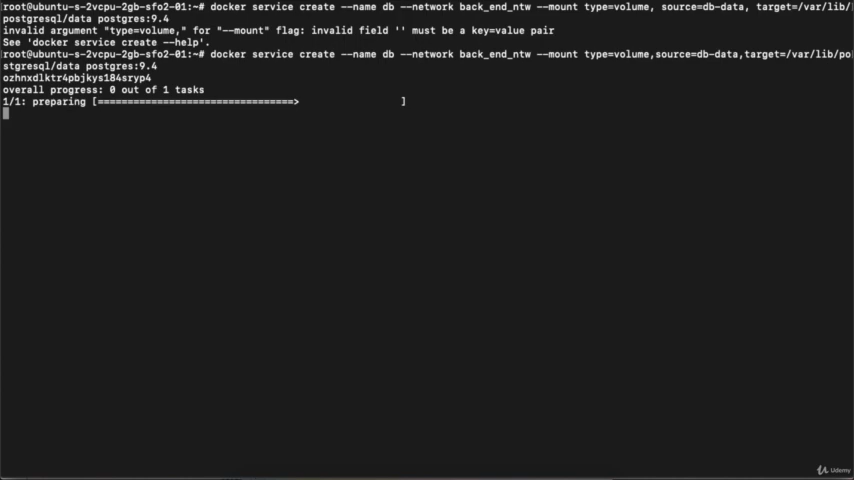 [root@ubuntu-s-2vcpu-2gb-sfo2-01:~# docker service create --name db --network back_end_ntw --mount type=volume, source=db-data, target=/var/lib/
postgresql/data postgres:9.4
invalid argument "type=volume," for "--mount" flag: invalid field '' must be a key=value pair
See 'docker service create --help'.
[root@ubuntu-s-2vcpu-2gb-sfo2-01:~# docker service create --name db --network back_end_ntw --mount type=volume,source=db-data,target=/var/lib/po
stgresql/data postgres:9.4
ozhnxdlktr4pbjkys184sryp4
overall progress: 0 out of 1 tasks
1/1: preparing [=================================> ]
Udemy